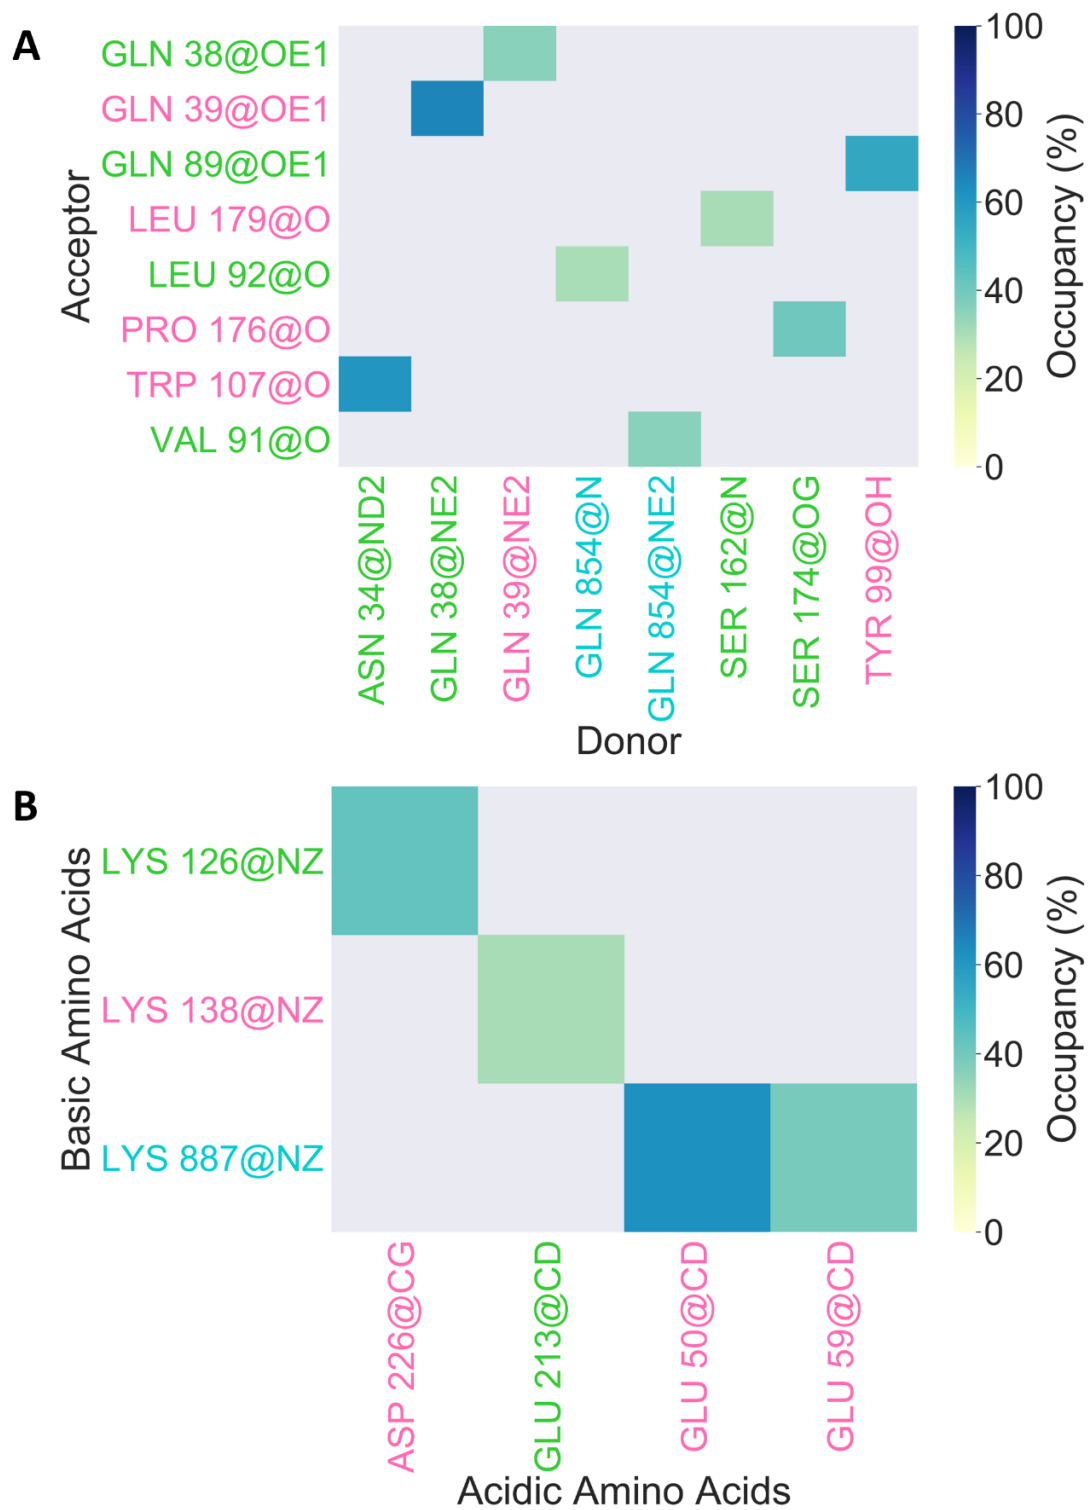 A
Acceptor
GLN 38@OE1
GLN 39@OE1
GLN 89@OE1
LEU 179@O
LEU 92@O
PRO 176@O
TRP 107@O
VAL 91@O
ASN 34@ND2
GLN 38@NE2
GLN 39@NE2
GLN 854@N
GLN 854@NE2
SER 162@N
SER 174@OG
TYR 99@OH
Donor
100
80
60
40
20
0
Occupancy (%)
B
Basic Amino Acids
LYS 126@NZ
LYS 138@NZ
LYS 887@NZ
ASP 226@CG
GLU 213@CD
GLU 50@CD
GLU 59@CD
Acidic Amino Acids
100
80
60
40
20
0
Occupancy (%)